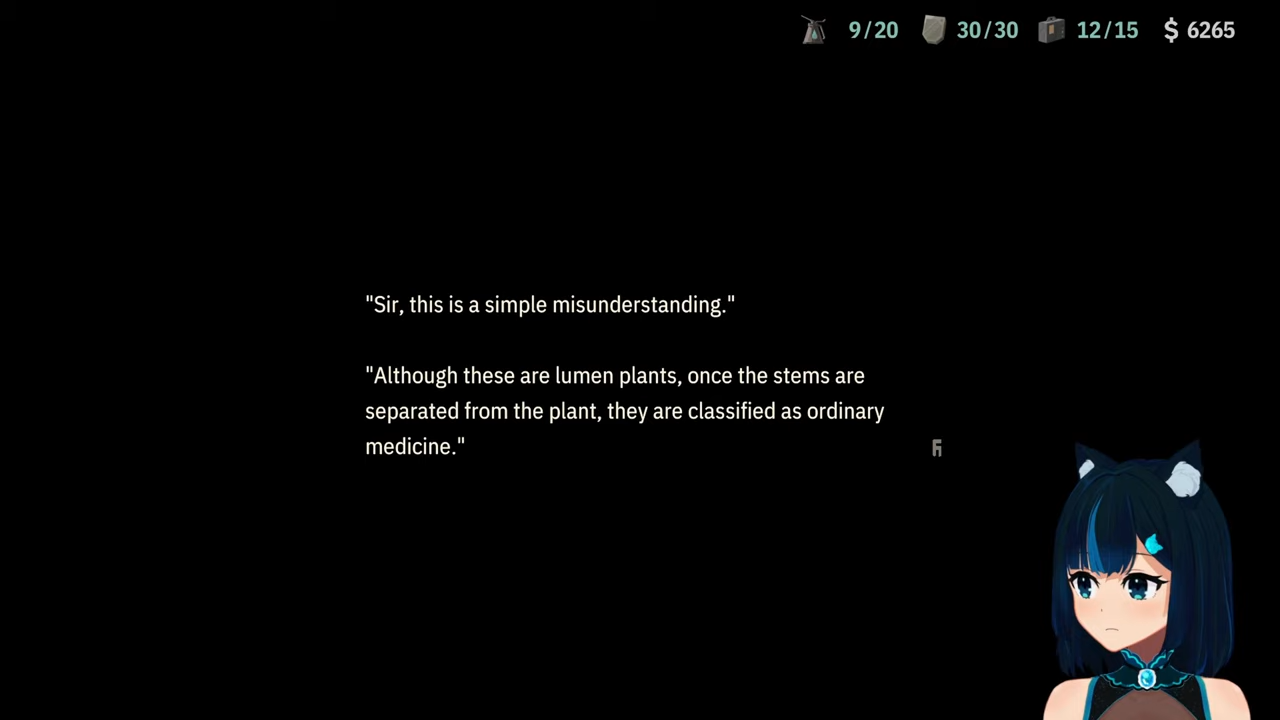 9/20 30/30 12/15 $ 6265
"Sir, this is a simple misunderstanding."
"Although these are lumen plants, once the stems are
separated from the plant, they are classified as ordinary
medicine."